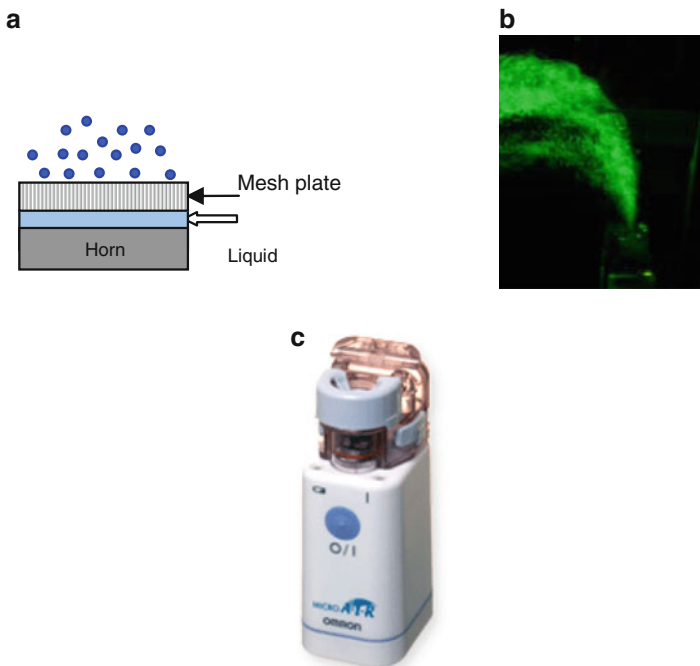 a
b
Mesh plate
Horn
Liquid
c
O/I
MICRO A-I-R
OMRON